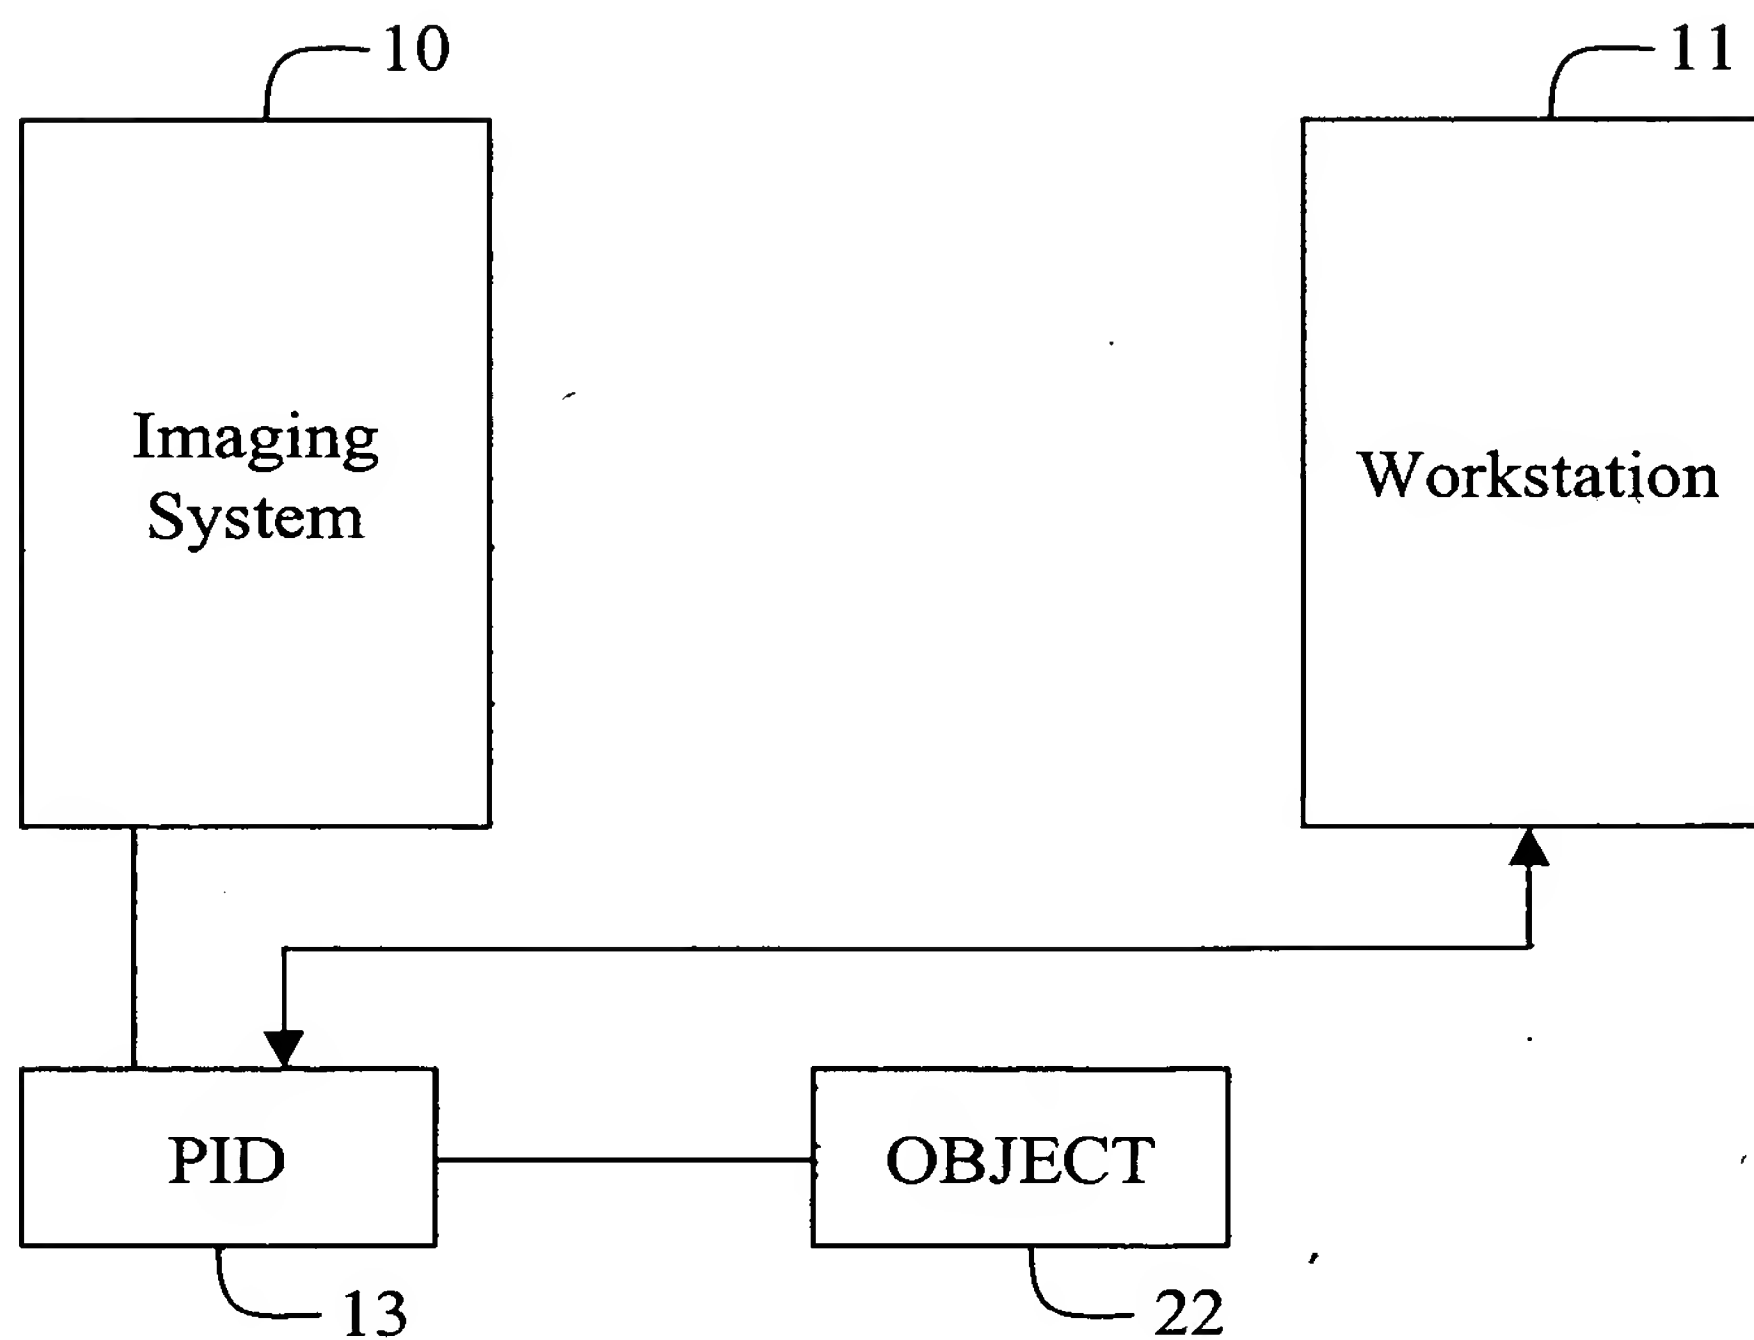 10
11
Imaging
System
Workstation
PID
OBJECT
13
22